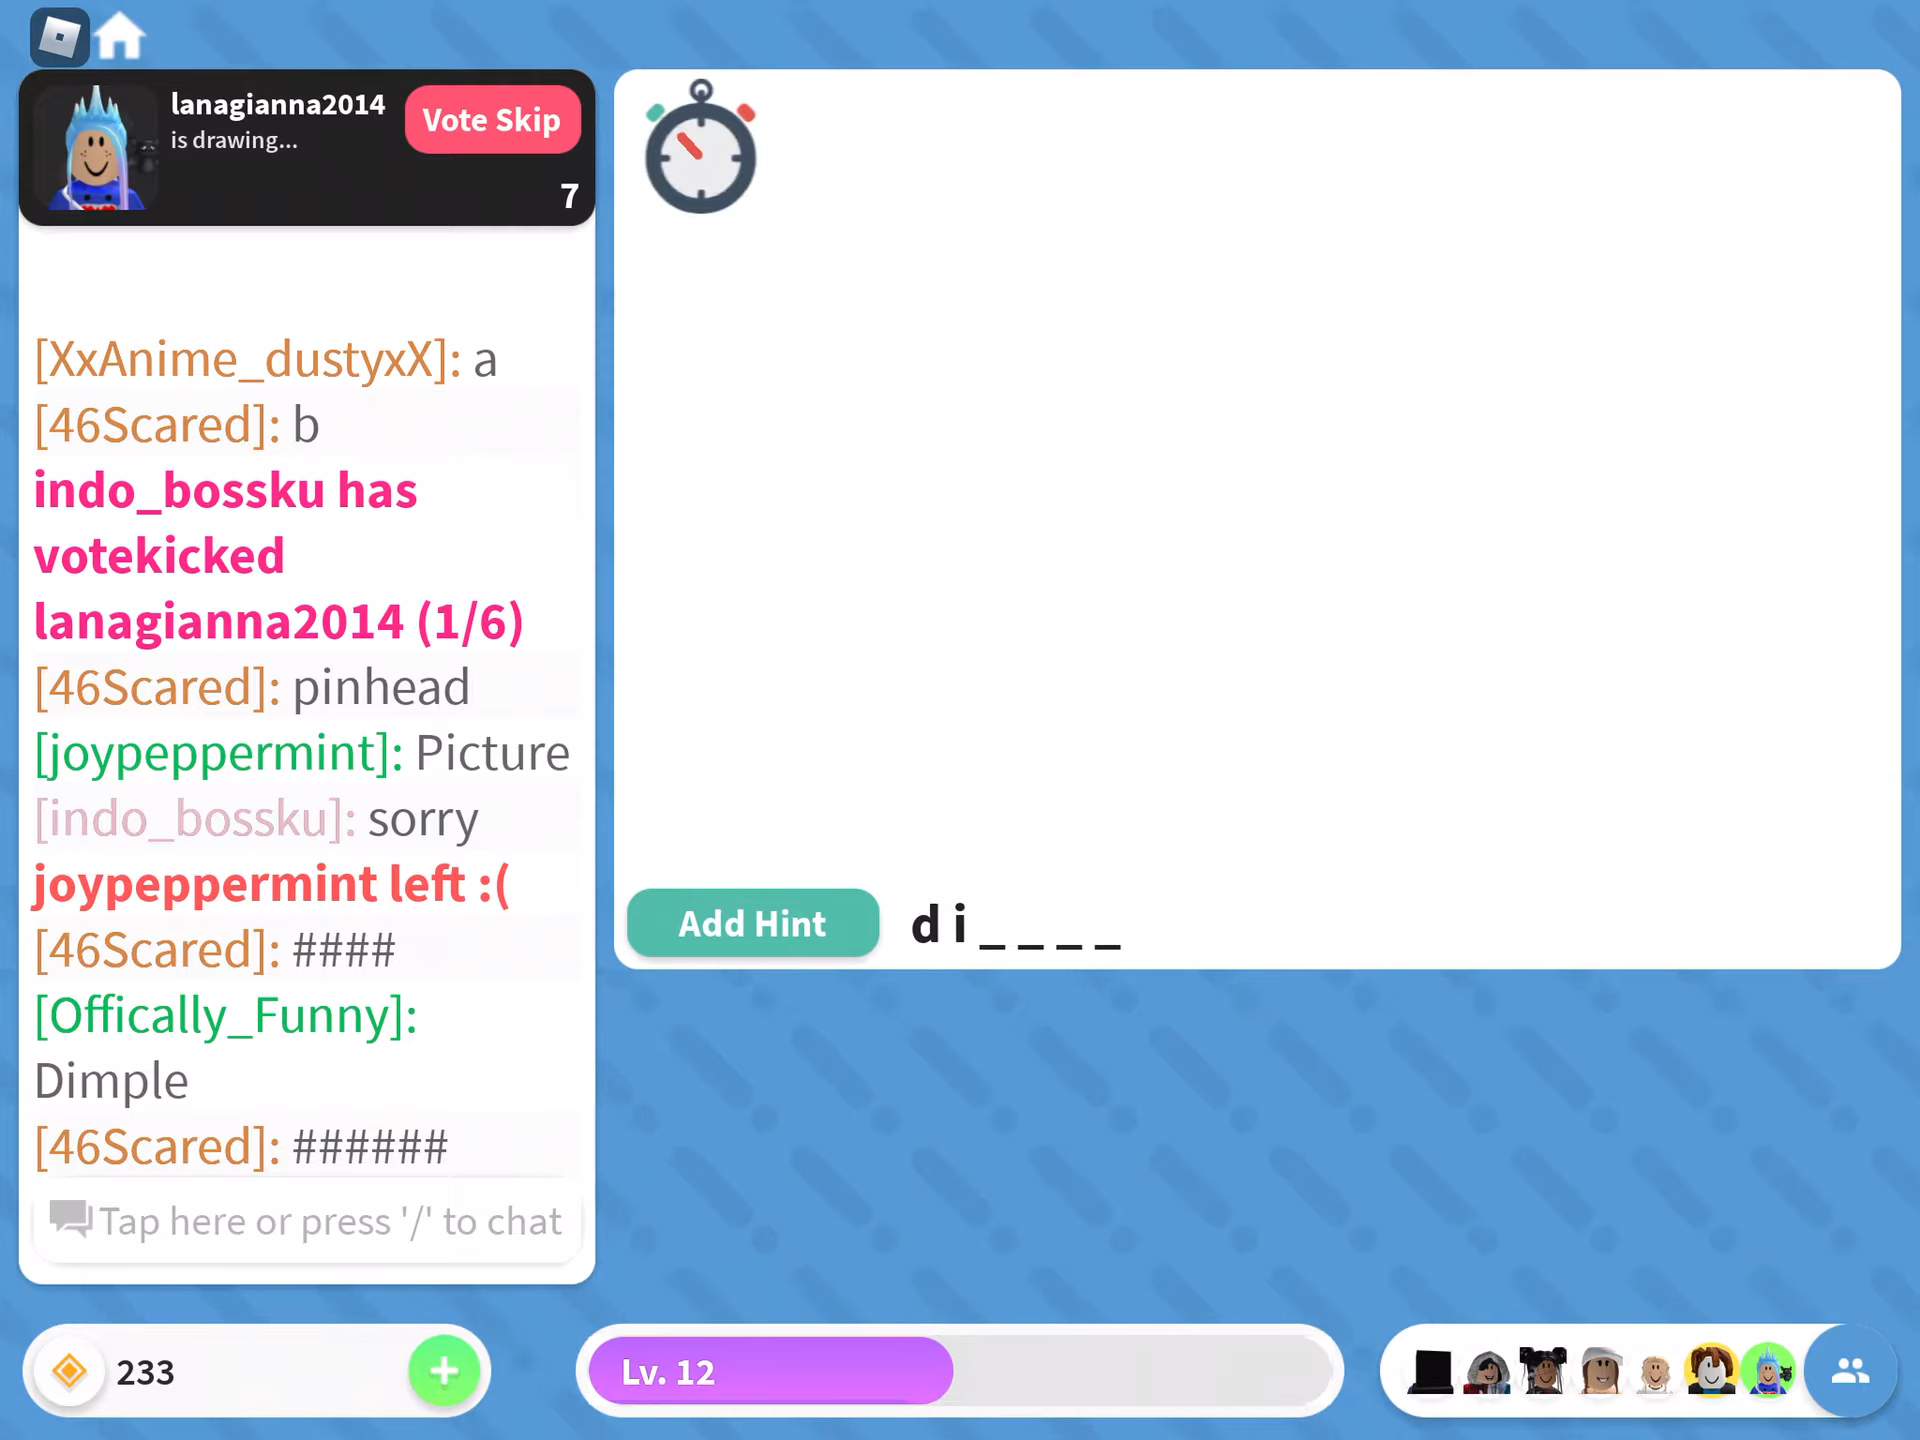 lanagianna2014
is drawing...
Vote Skip
7
[XxAnime_dustyxX]: a
[46Scared]: b
indo_bossku has
votekicked
lanagianna2014 (1/6)
[46Scared]: pinhead
[joypeppermint]: Picture
[indo_bossku]: sorry
joypeppermint left :(
[46Scared]: ####
[Offically_Funny]:
Dimple
[46Scared]: ######
Tap here or press '/' to chat
Add Hint
d i _ _ _ _
233
Lv. 12